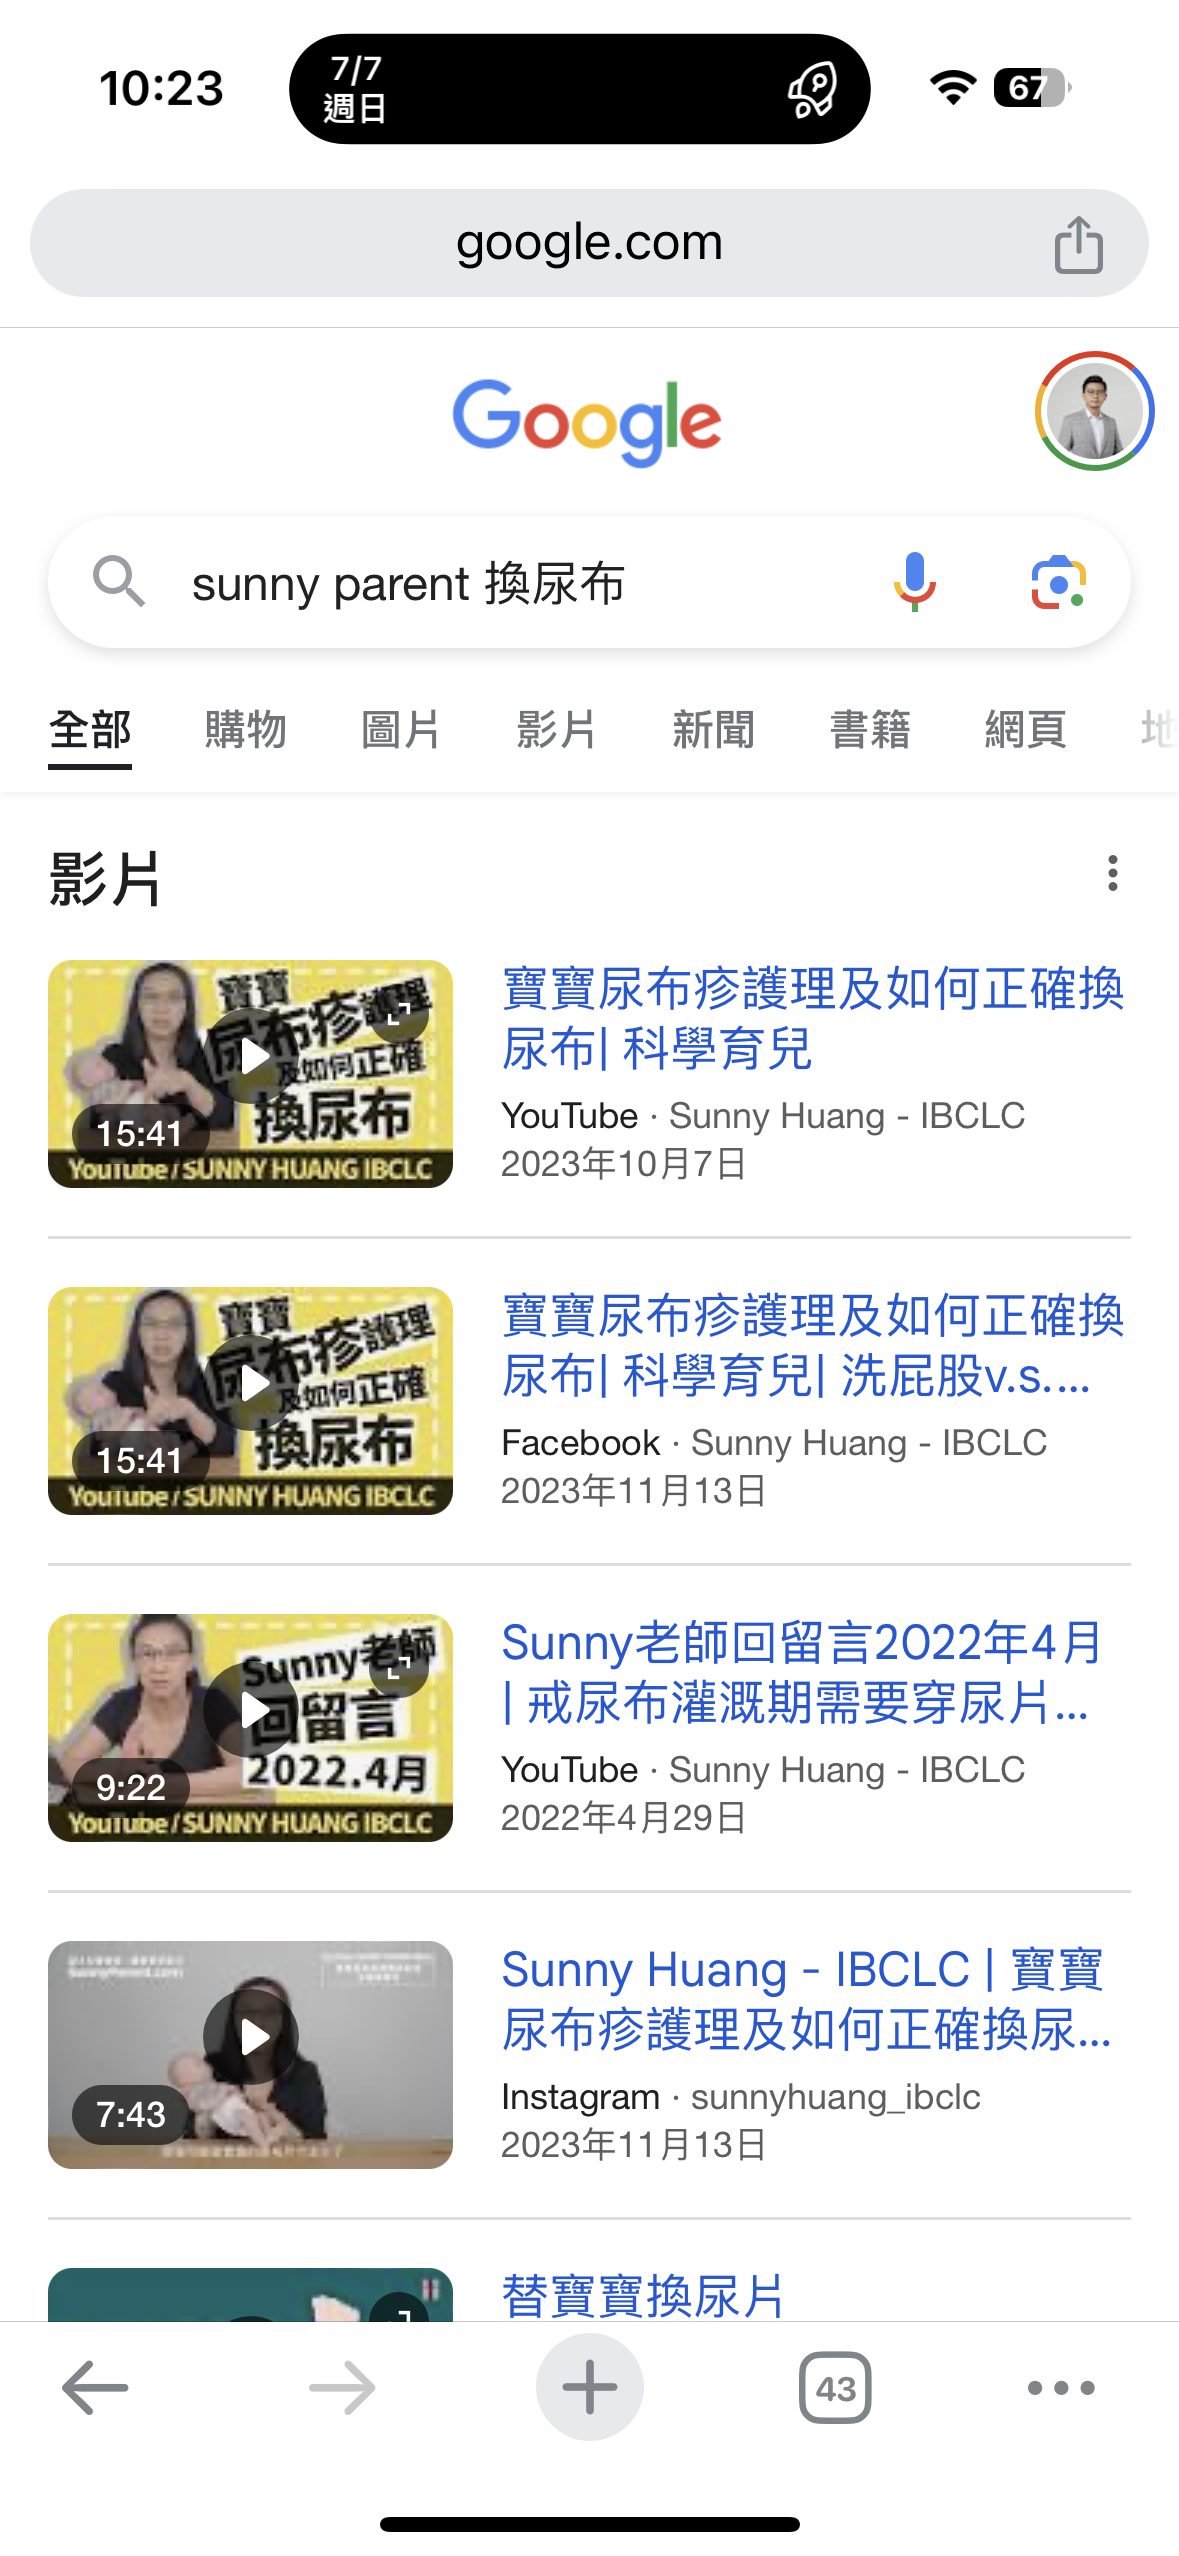 10:23
7/7
週日
67
google.com
Google
sunny parent 換尿布
全部 購物 圖片 影片 新聞 書籍 網頁 地
影片
寶寶
尿布疹護理
及如何正確
換尿布
15:41
YouTube / SUNNY HUANG IBCLC
寶寶尿布疹護理及如何正確換
尿布| 科學育兒
YouTube · Sunny Huang - IBCLC
2023年10月7日
寶寶
尿布疹護理
及如何正確
換尿布
15:41
YouTube / SUNNY HUANG IBCLC
寶寶尿布疹護理及如何正確換
尿布| 科學育兒| 洗屁股v.s....
Facebook · Sunny Huang - IBCLC
2023年11月13日
Sunny老師
回留言
2022.4月
9:22
YouTube / SUNNY HUANG IBCLC
Sunny老師回留言2022年4月
| 戒尿布灌溉期需要穿尿片...
YouTube · Sunny Huang - IBCLC
2022年4月29日
7:43
Sunny Huang - IBCLC | 寶寶
尿布疹護理及如何正確換尿...
Instagram · sunnyhuang_ibclc
2023年11月13日
替寶寶換尿片
43